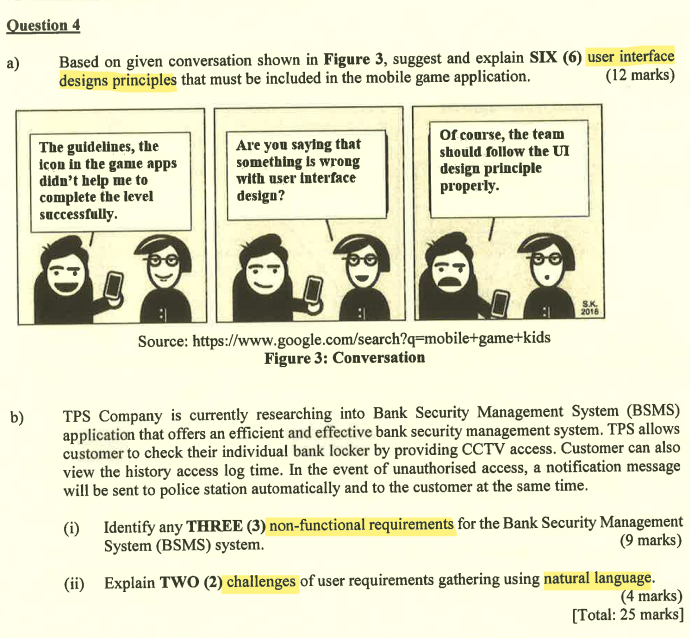 Question 4
a) Based on given conversation shown in Figure 3, suggest and explain SIX (6) user interface
designs principles that must be included in the mobile game application. (12 marks)
The guidelines, the
icon in the game apps
didn't help me to
complete the level
successfully.
Are you saying that
something is wrong
with user interface
design?
Of course, the team
should follow the UI
design principle
properly.
S.K.
2016
Source: https://www.google.com/search?q=mobile+game+kids
Figure 3: Conversation
b) TPS Company is currently researching into Bank Security Management System (BSMS)
application that offers an efficient and effective bank security management system. TPS allows
customer to check their individual bank locker by providing CCTV access. Customer can also
view the history access log time. In the event of unauthorised access, a notification message
will be sent to police station automatically and to the customer at the same time.
(i) Identify any THREE (3) non-functional requirements for the Bank Security Management
System (BSMS) system. (9 marks)
(ii) Explain TWO (2) challenges of user requirements gathering using natural language.
(4 marks)
[Total: 25 marks]